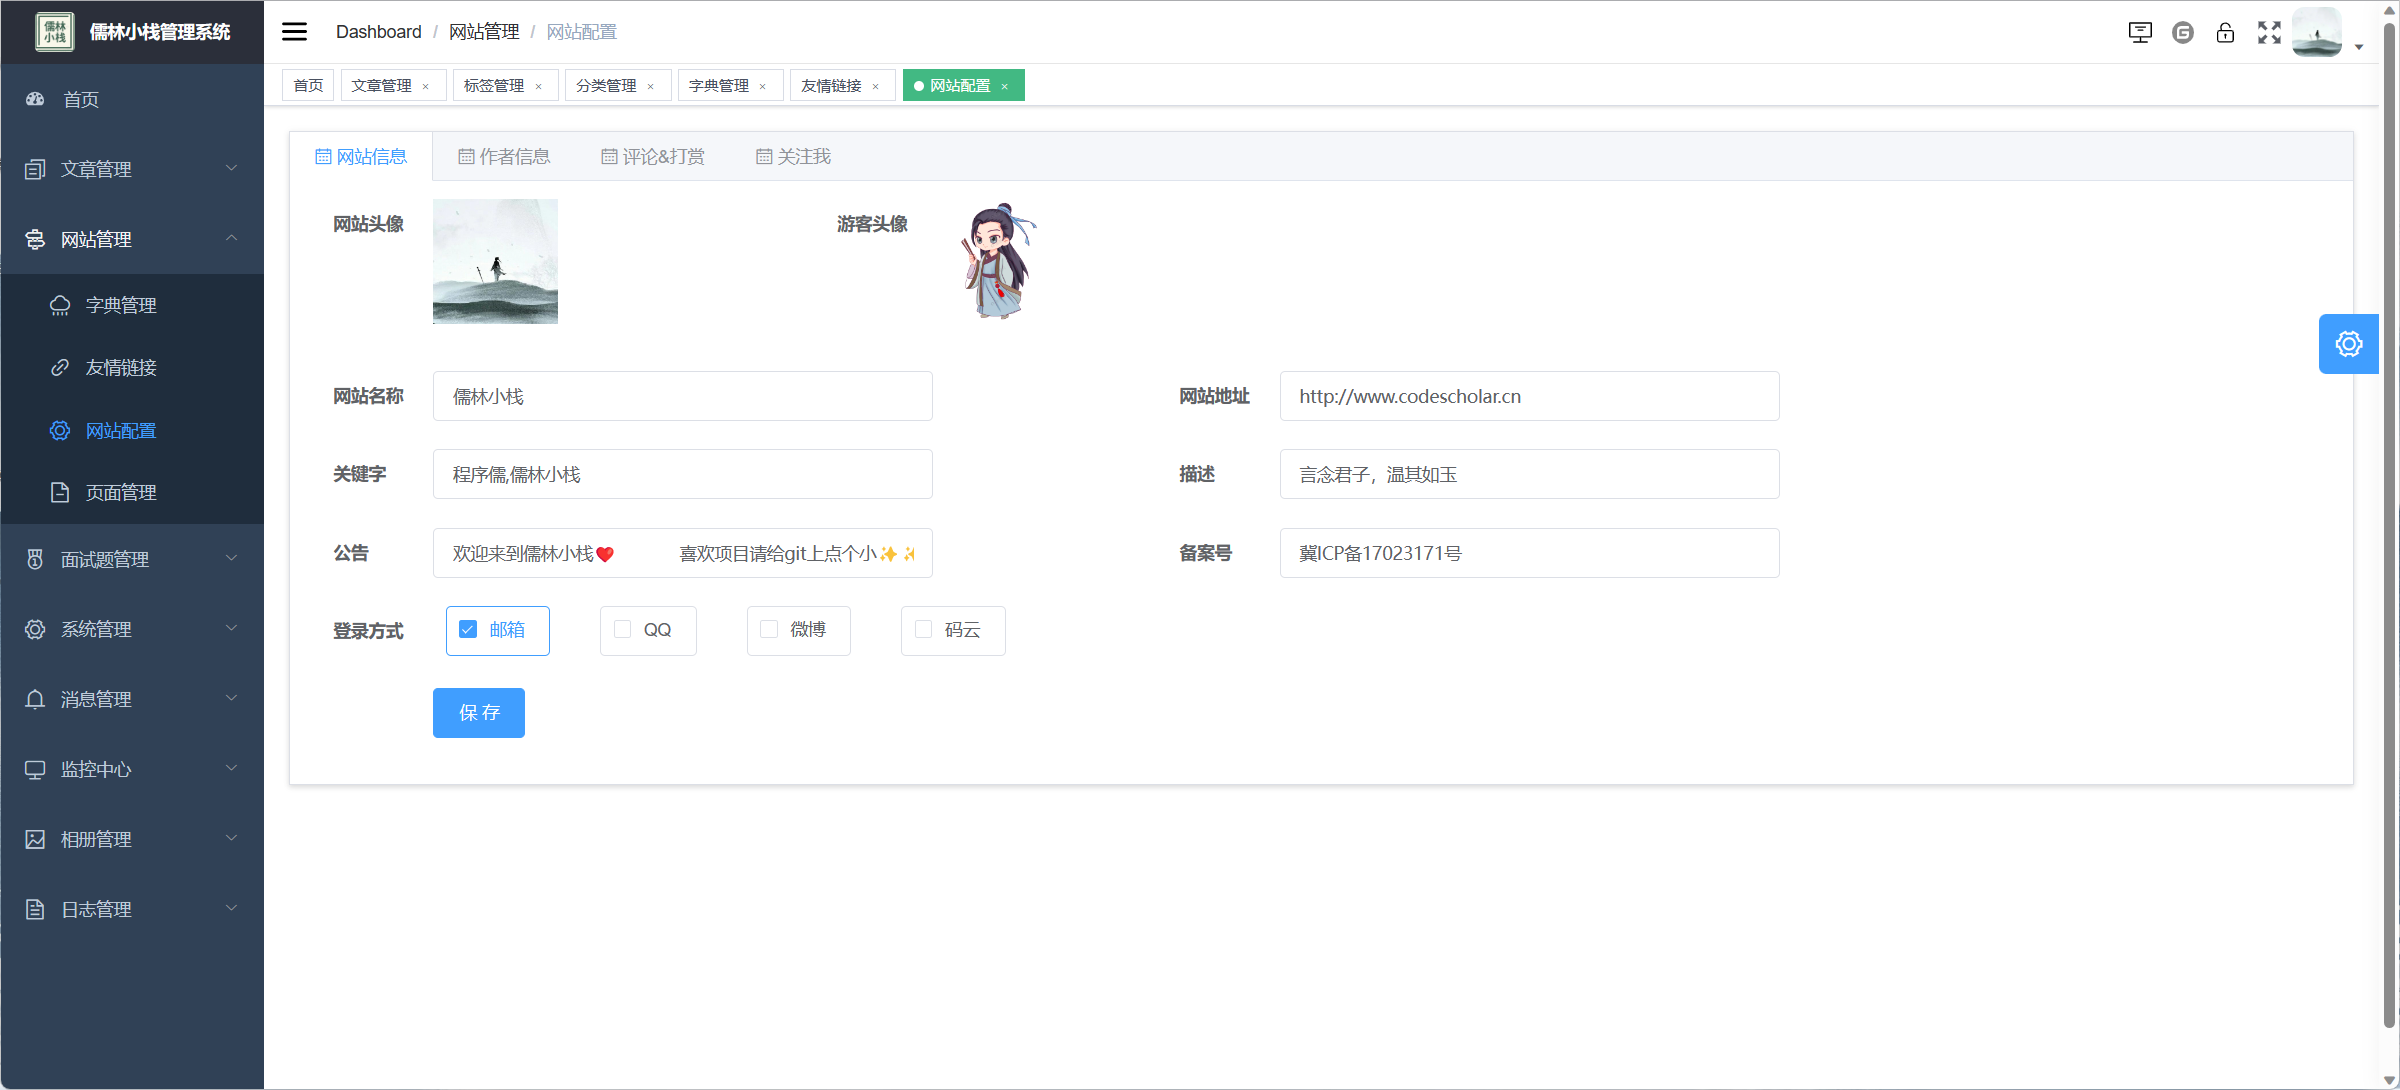 儒林小栈
儒林小栈管理系统
Dashboard / 网站管理 / 网站配置
首页 文章管理 × 标签管理 × 分类管理 × 字典管理 × 友情链接 × 网站配置 ×
首页
文章管理
网站管理
字典管理
友情链接
网站配置
页面管理
面试题管理
系统管理
消息管理
监控中心
相册管理
日志管理
网站信息 作者信息 评论&打赏 关注我
网站头像 游客头像
网站名称 儒林小栈 网站地址 http://www.codescholar.cn
关键字 程序儒,儒林小栈 描述 言念君子，温其如玉
公告 欢迎来到儒林小栈❤️ 喜欢项目请给git上点个小✨✨ 备案号 冀ICP备17023171号
登录方式 邮箱 QQ 微博 码云
保 存